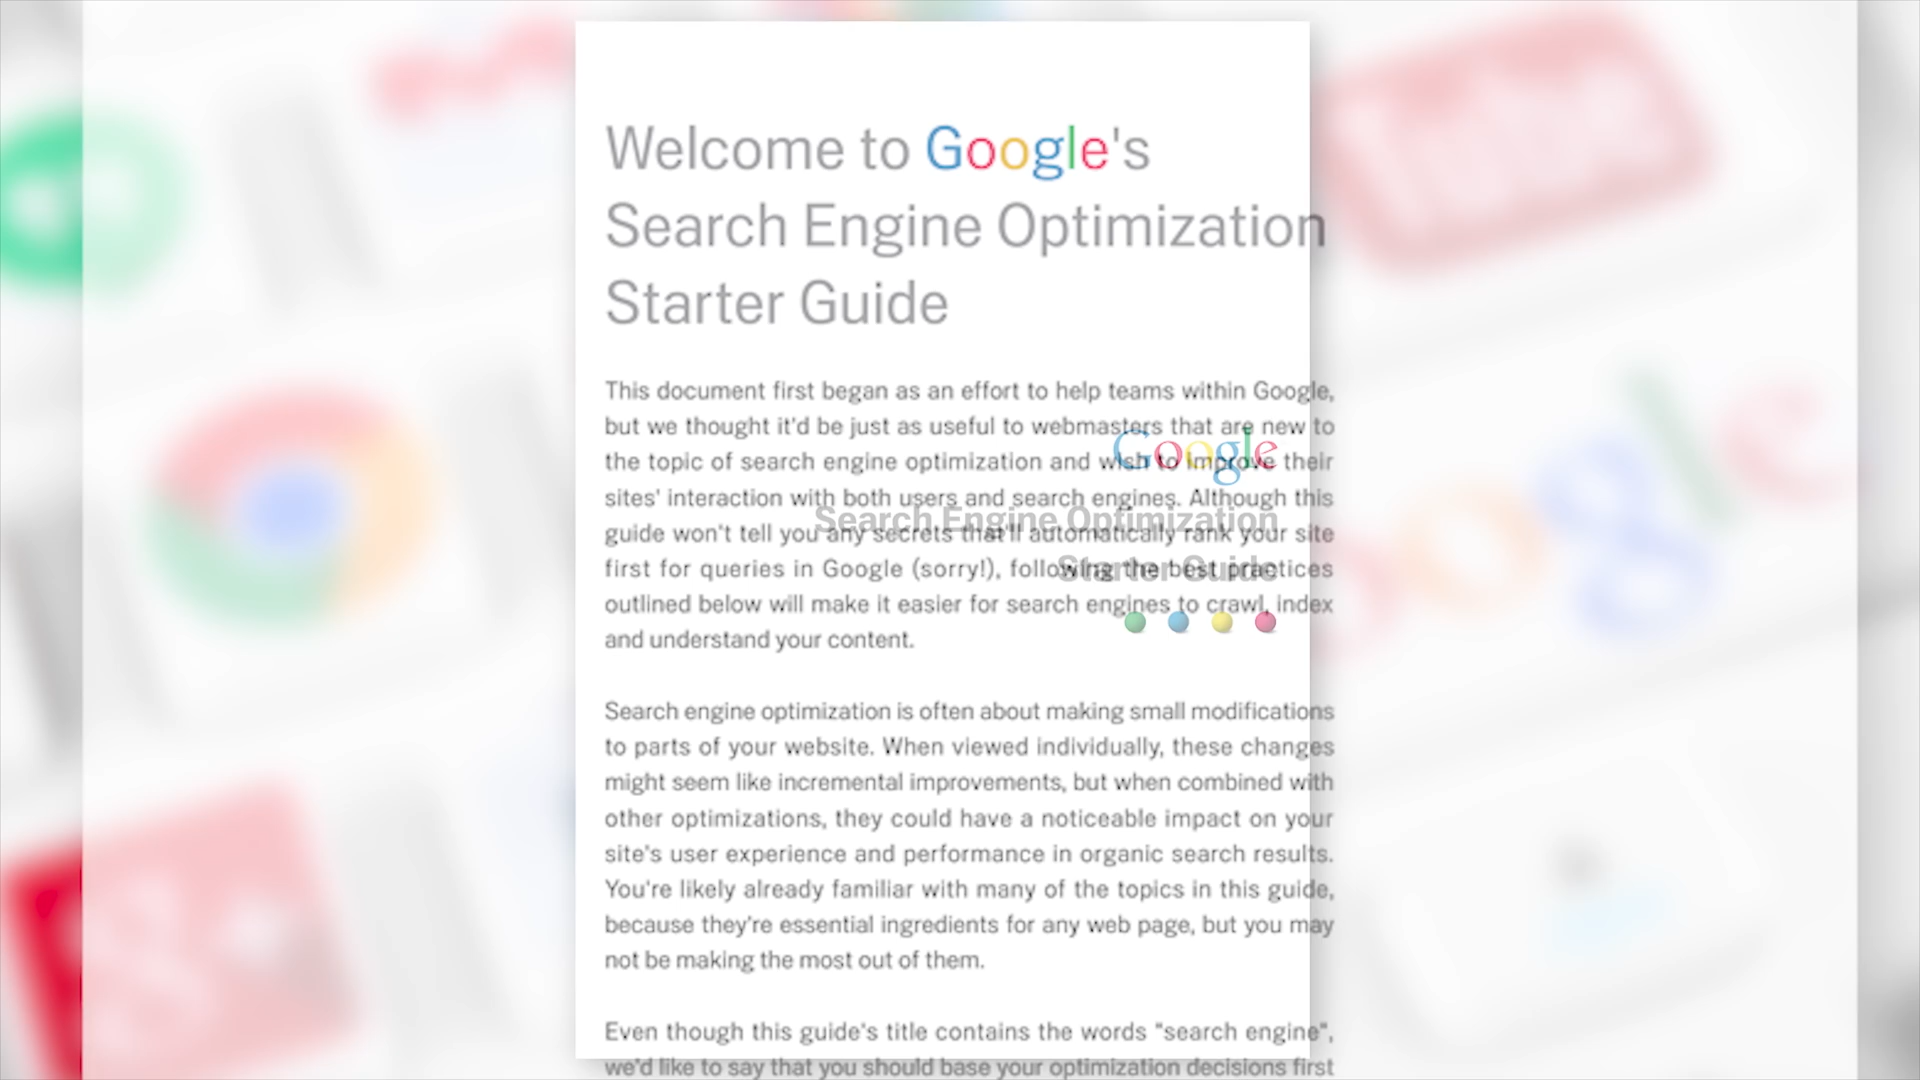 Welcome to Google's
Search Engine Optimization
Starter Guide
This document first began as an effort to help teams within Google,
but we thought it'd be just as useful to webmasters that are new to
the topic of search engine optimization and wish to improve their
sites' interaction with both users and search engines. Although this
guide won't tell you any secrets that'll automatically rank your site
first for queries in Google (sorry!), following the best practices
outlined below will make it easier for search engines to crawl, index
and understand your content.
Google
Search Engine Optimization
Starter Guide
Search engine optimization is often about making small modifications
to parts of your website. When viewed individually, these changes
might seem like incremental improvements, but when combined with
other optimizations, they could have a noticeable impact on your
site's user experience and performance in organic search results.
You're likely already familiar with many of the topics in this guide,
because they're essential ingredients for any web page, but you may
not be making the most out of them.
Even though this guide's title contains the words "search engine",
we'd like to say that you should base your optimization decisions first
ogle